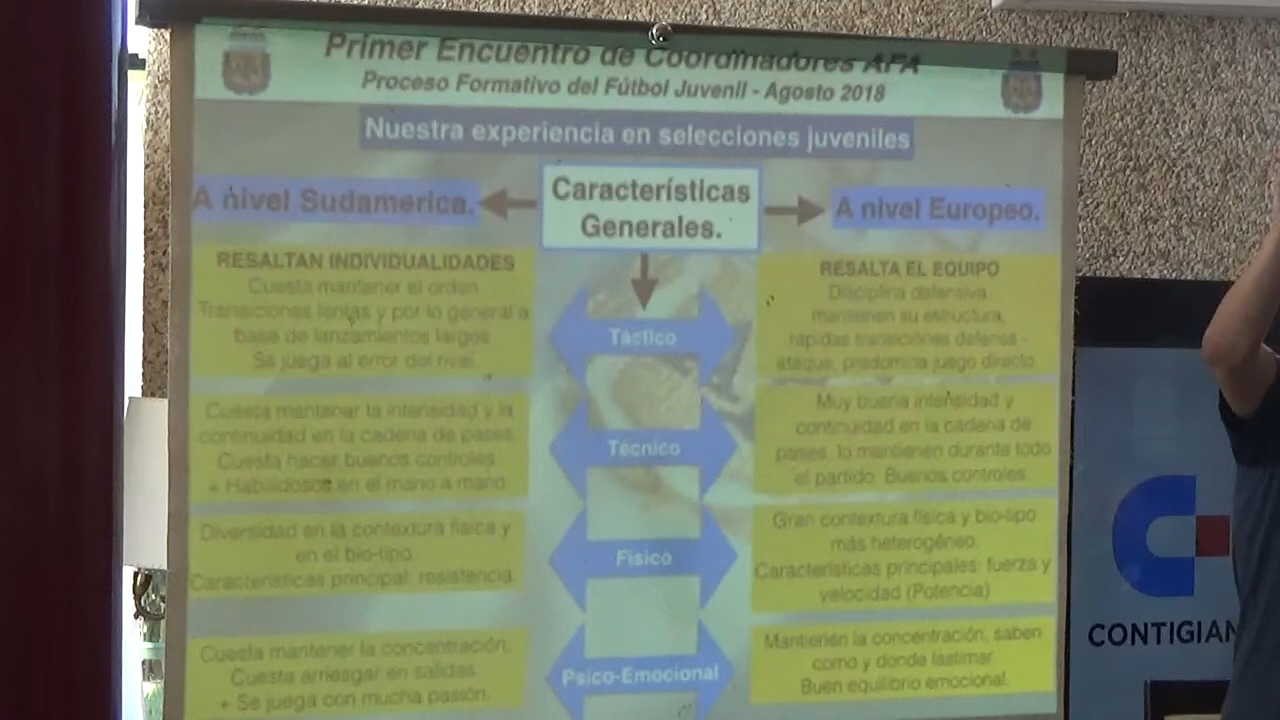 Primer Encuentro de Coordinadores AFA
Proceso Formativo del Fútbol Juvenil - Agosto 2018
Nuestra experiencia en selecciones juveniles
A nivel Sudamerica.
Características
Generales.
A nivel Europeo.
RESALTAN INDIVIDUALIDADES
Cuesta mantener el orden.
Transiciones lentas y por lo general a
base de lanzamientos largos
Se juega al error del rival.
Táctico
RESALTA EL EQUIPO
Disciplina defensiva,
mantienen su estructura,
rápidas transiciones defensa -
ataque, predomina juego directo.
Cuesta mantener la intensidad y la
continuidad en la cadena de pases.
Cuesta hacer buenos controles.
+ Habilidosos en el mano a mano.
Técnico
Muy buena intensidad y
continuidad en la cadena de
pases, lo mantienen durante todo
el partido. Buenos controles.
Diversidad en la contextura física y
en el bio-tipo.
Características principal: resistencia.
Físico
Gran contextura física y bio-tipo
más heterogéneo.
Características principales: fuerza y
velocidad (Potencia)
Cuesta mantener la concentración.
Cuesta arriesgar en salidas.
+ Se juega con mucha pasión.
Psico-Emocional
Mantienen la concentración, saben
como y donde lastimar.
Buen equilibrio emocional.
CONTIGIAN